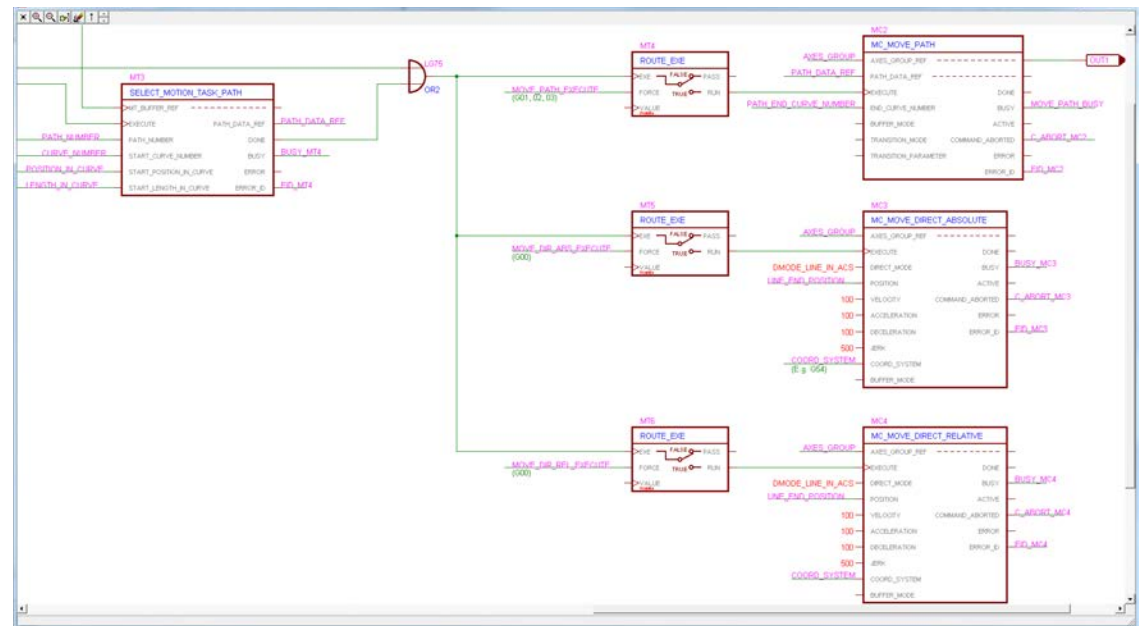 MT3
SELECT_MOTION_TASK_PATH
MT_BUFFER_REF
EXECUTE PATH_DATA_REF PATH_DATA_REF
PATH_NUMBER PATH_NUMBER DONE
CURVE_NUMBER START_CURVE_NUMBER BUSY BUSY_MT4
POSITION_IN_CURVE START_POSITION_IN_CURVE ERROR
LENGTH_IN_CURVE START_LENGTH_IN_CURVE ERROR_ID EID_MT4
LG75
OR2
MT4
ROUTE_EXE
EXE FALSE PASS
MOVE_PATH_EXECUTE FORCE TRUE RUN
(G01, 02, 03)
VALUE
MC2
MC_MOVE_PATH
AXES_GROUP AXES_GROUP_REF OUT1
PATH_DATA_REF PATH_DATA_REF
EXECUTE DONE
PATH_END_CURVE_NUMBER END_CURVE_NUMBER BUSY MOVE_PATH_BUSY
BUFFER_MODE ACTIVE
TRANSITION_MODE COMMAND_ABORTED C_ABORT_MC2
TRANSITION_PARAMETER ERROR
ERROR_ID EID_MC2
MT5
ROUTE_EXE
EXE FALSE PASS
MOVE_DIR_ABS_EXECUTE FORCE TRUE RUN
(G00)
VALUE
MC3
MC_MOVE_DIRECT_ABSOLUTE
AXES_GROUP AXES_GROUP_REF
EXECUTE DONE
DMODE_LINE_IN_ACS DIRECT_MODE BUSY BUSY_MC3
LINE_END_POSITION POSITION ACTIVE
100 VELOCITY COMMAND_ABORTED C_ABORT_MC3
100 ACCELERATION ERROR
100 DECELERATION ERROR_ID EID_MC3
500 JERK
COORD_SYSTEM COORD_SYSTEM
(E.g. G54)
BUFFER_MODE
MT6
ROUTE_EXE
EXE FALSE PASS
MOVE_DIR_REL_EXECUTE FORCE TRUE RUN
(G00)
VALUE
MC4
MC_MOVE_DIRECT_RELATIVE
AXES_GROUP AXES_GROUP_REF
EXECUTE DONE
DMODE_LINE_IN_ACS DIRECT_MODE BUSY BUSY_MC4
LINE_END_POSITION POSITION ACTIVE
100 VELOCITY COMMAND_ABORTED C_ABORT_MC4
100 ACCELERATION ERROR
100 DECELERATION ERROR_ID EID_MC4
500 JERK
COORD_SYSTEM COORD_SYSTEM
BUFFER_MODE